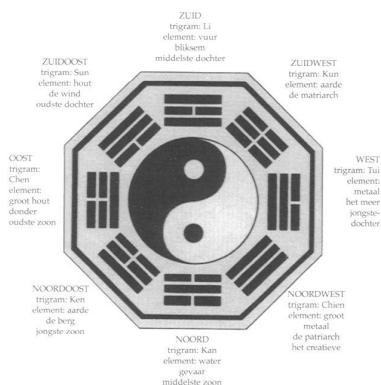 ZUID
trigram: Li
element: vuur
bliksem
middelste dochter
ZUIDOOST
trigram: Sun
element: hout
de wind
oudste dochter
ZUIDWEST
trigram: Kun
element: aarde
de matriarch
OOST
trigram:
Chen
element:
groot hout
donder
oudste zoon
WEST
trigram: Tui
element:
metaal
het meer
jongste-
dochter
NOORDOOST
trigram: Ken
element: aarde
de berg
jongste zoon
NOORDWEST
trigram: Chien
element: groot
metaal
de patriarch
het creatieve
NOORD
trigram: Kan
element: water
gevaar
middelste zoon